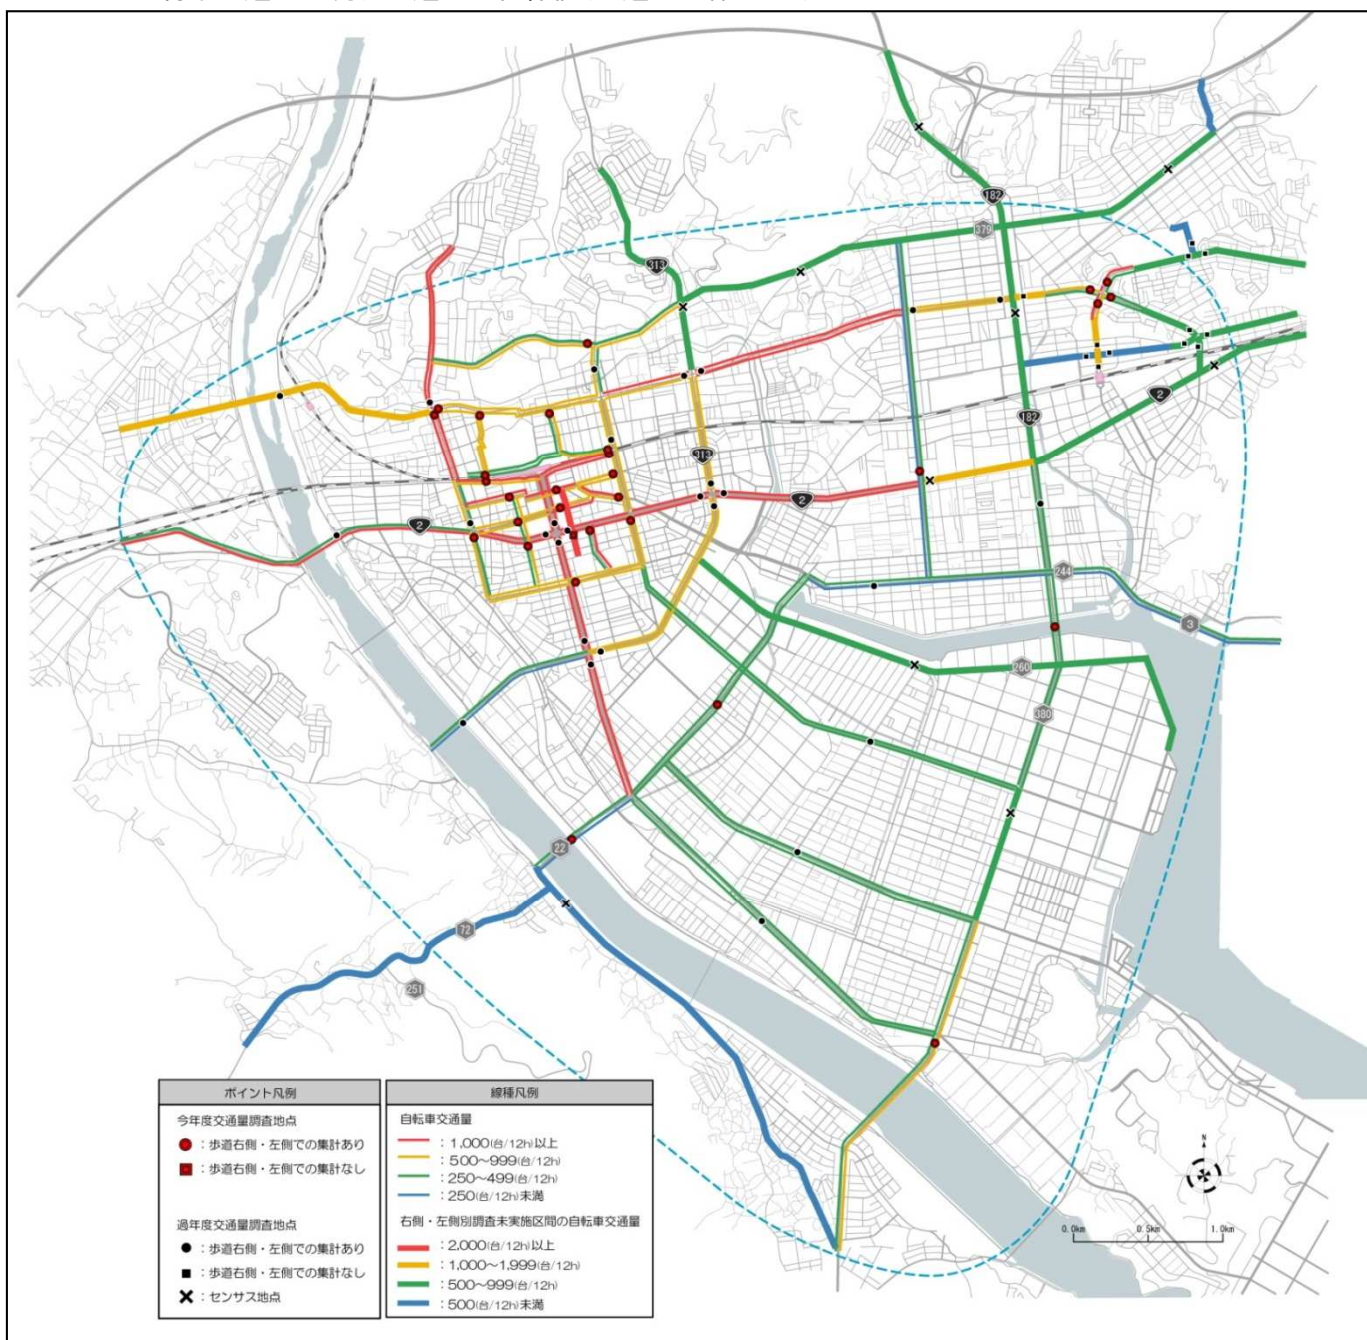 182
379
313
313
182
2
2
2
244
3
260
380
22
72
251
ポイント凡例
今年度交通量調査地点
：歩道右側・左側での集計あり
：歩道右側・左側での集計なし
過年度交通量調査地点
：歩道右側・左側での集計あり
：歩道右側・左側での集計なし
：センサス地点
線種凡例
自転車交通量
：1,000(台/12h)以上
：500～999(台/12h)
：250～499(台/12h)
：250(台/12h)未満
右側・左側別調査未実施区間の自転車交通量
：2,000(台/12h)以上
：1,000～1,999(台/12h)
：500～999(台/12h)
：500(台/12h)未満
N
0.0km 0.5km 1.0km